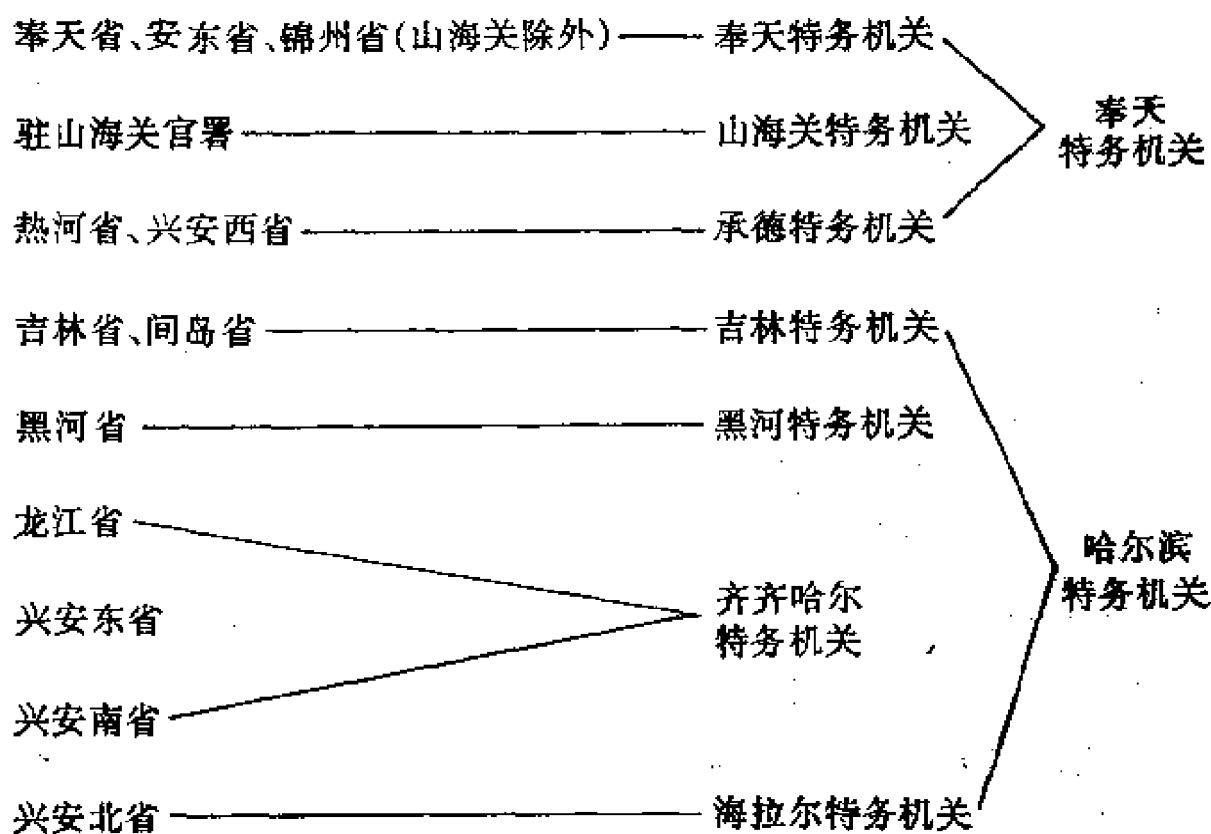 奉天省、安东省、锦州省(山海关除外) 奉天特务机关
驻山海关官署 山海关特务机关
奉天
特务机关
热河省、兴安西省 承德特务机关
吉林省、间岛省 吉林特务机关
黑河省 黑河特务机关
龙江省
兴安东省
兴安南省
齐齐哈尔
特务机关
哈尔滨
特务机关
兴安北省 海拉尔特务机关